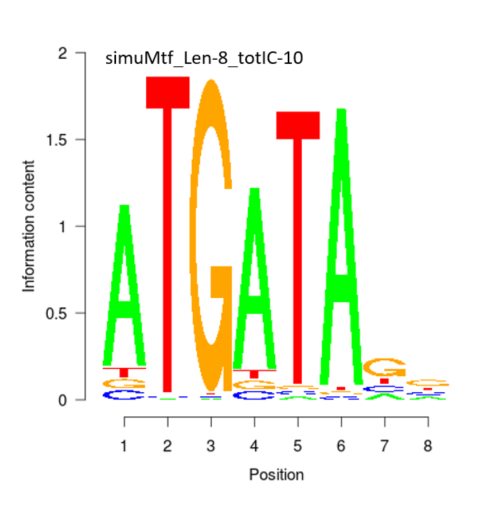 simuMtf_Len-8_totIC-10
2
1.5
1
0.5
0
Information content
A T G A T A G G
T T T T
G G G
C C C C
A A
1 2 3 4 5 6 7 8
Position